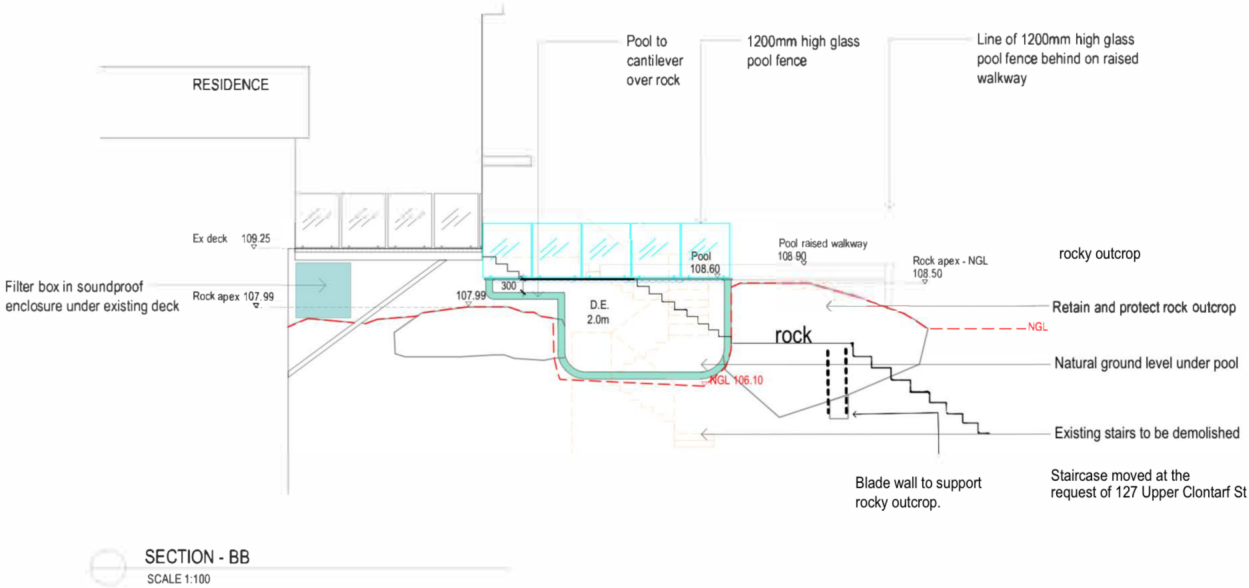 Pool to
cantilever
over rock
1200mm high glass
pool fence
Line of 1200mm high glass
pool fence behind on raised
walkway
RESIDENCE
Ex deck 109.25
Pool
108.60
Pool raised walkway
108.90
Rock apex - NGL
108.50
rocky outcrop
Filter box in soundproof
enclosure under existing deck
Rock apex 107.99
107.99
300
D.E.
2.0m
Retain and protect rock outcrop
NGL
rock
Natural ground level under pool
NGL 106.10
Existing stairs to be demolished
Blade wall to support
rocky outcrop.
Staircase moved at the
request of 127 Upper Clontarf St
SECTION - BB
SCALE 1:100